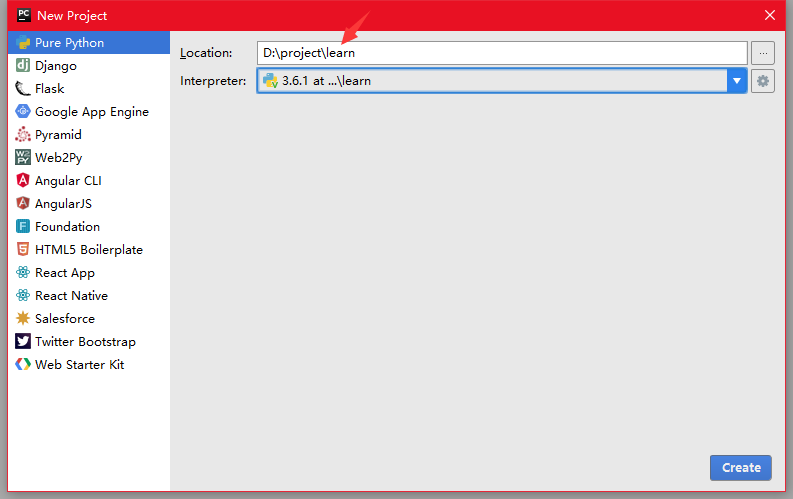 PC New Project
Pure Python
Django
Flask
Google App Engine
Pyramid
Web2Py
Angular CLI
AngularJS
Foundation
HTML5 Boilerplate
React App
React Native
Salesforce
Twitter Bootstrap
Web Starter Kit
Location: D:\project\learn ...
Interpreter: 3.6.1 at ...\learn
Create